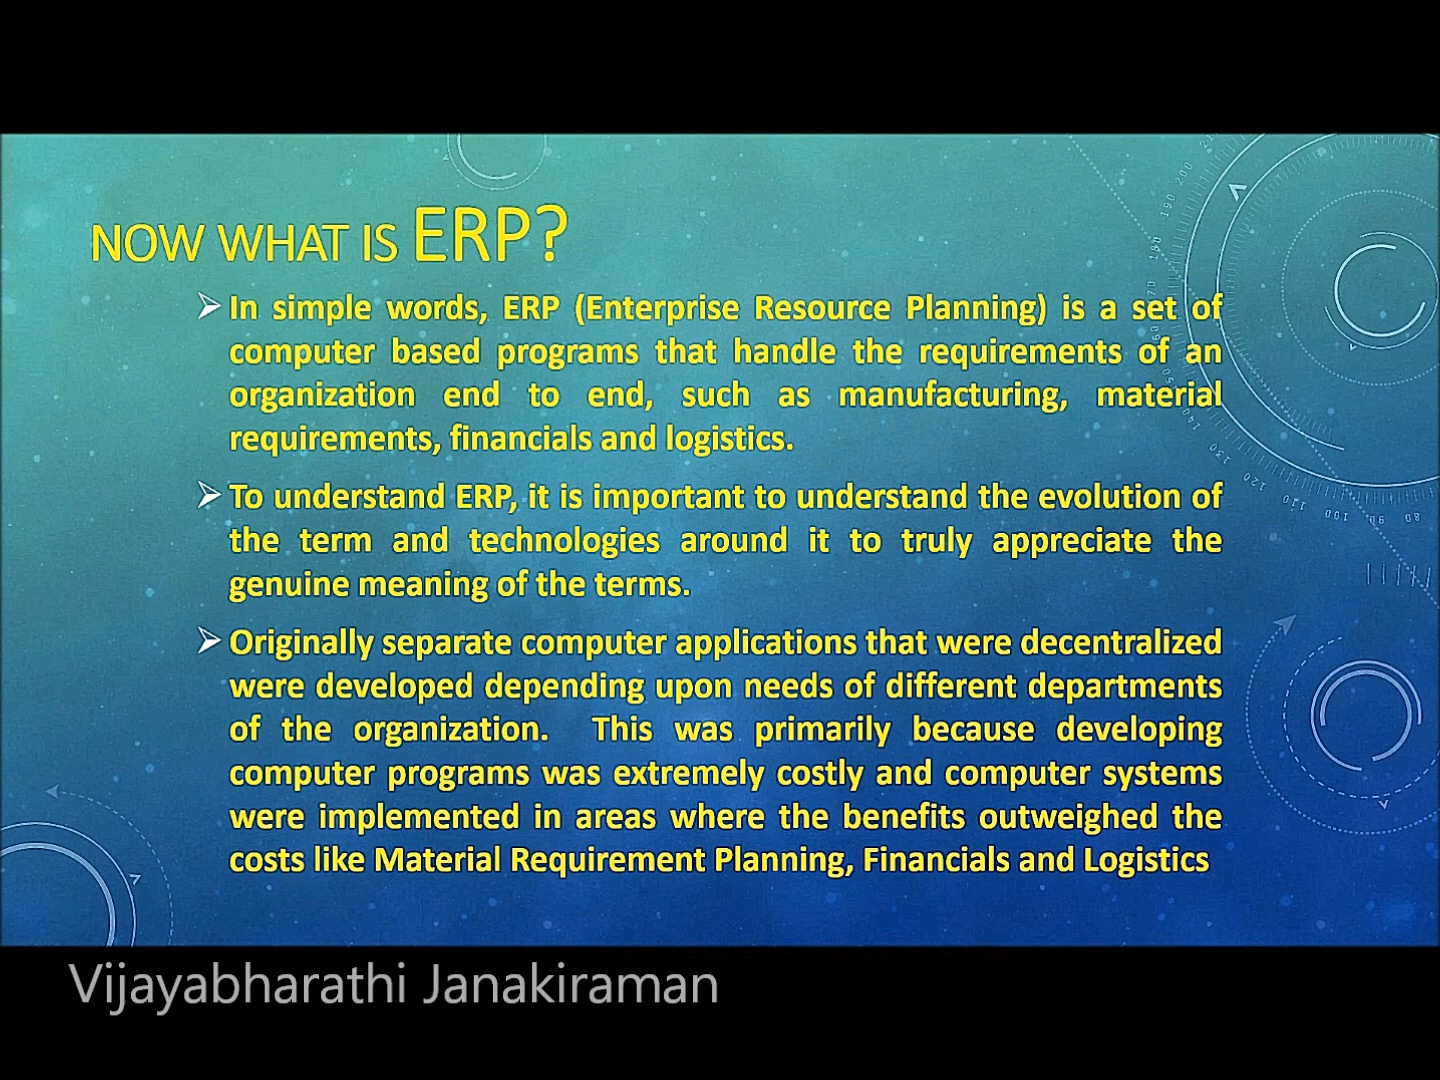 NOW WHAT IS ERP?
➢ In simple words, ERP (Enterprise Resource Planning) is a set of
computer based programs that handle the requirements of an
organization end to end, such as manufacturing, material
requirements, financials and logistics.
➢ To understand ERP, it is important to understand the evolution of
the term and technologies around it to truly appreciate the
genuine meaning of the terms.
➢ Originally separate computer applications that were decentralized
were developed depending upon needs of different departments
of the organization. This was primarily because developing
computer programs was extremely costly and computer systems
were implemented in areas where the benefits outweighed the
costs like Material Requirement Planning, Financials and Logistics
Vijayabharathi Janakiraman